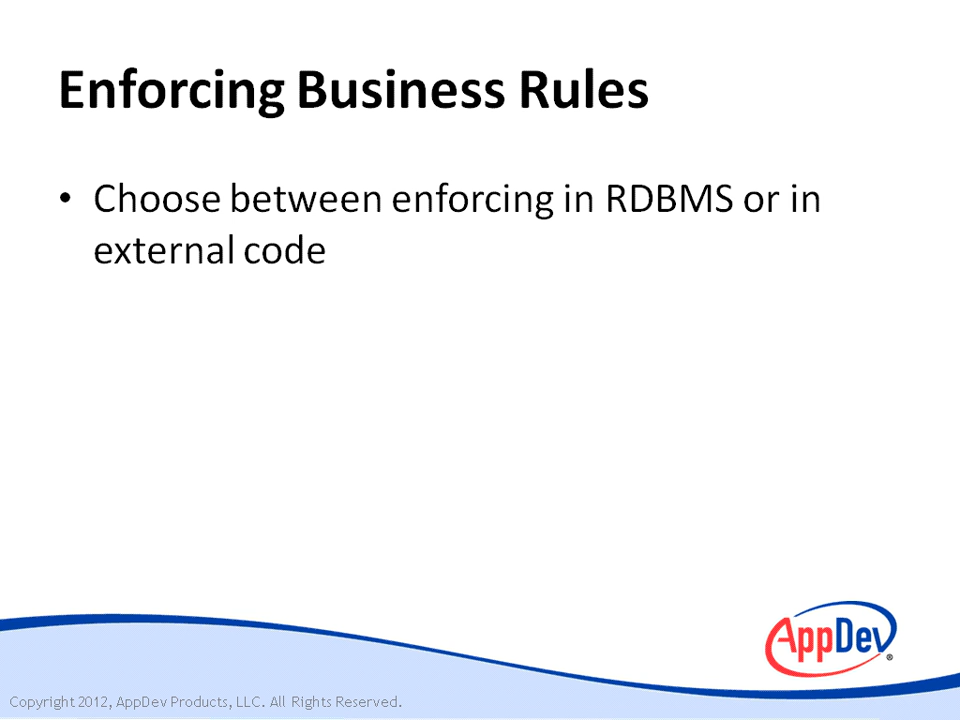 Enforcing Business Rules
• Choose between enforcing in RDBMS or in
external code
AppDev®
Copyright 2012, AppDev Products, LLC. All Rights Reserved.